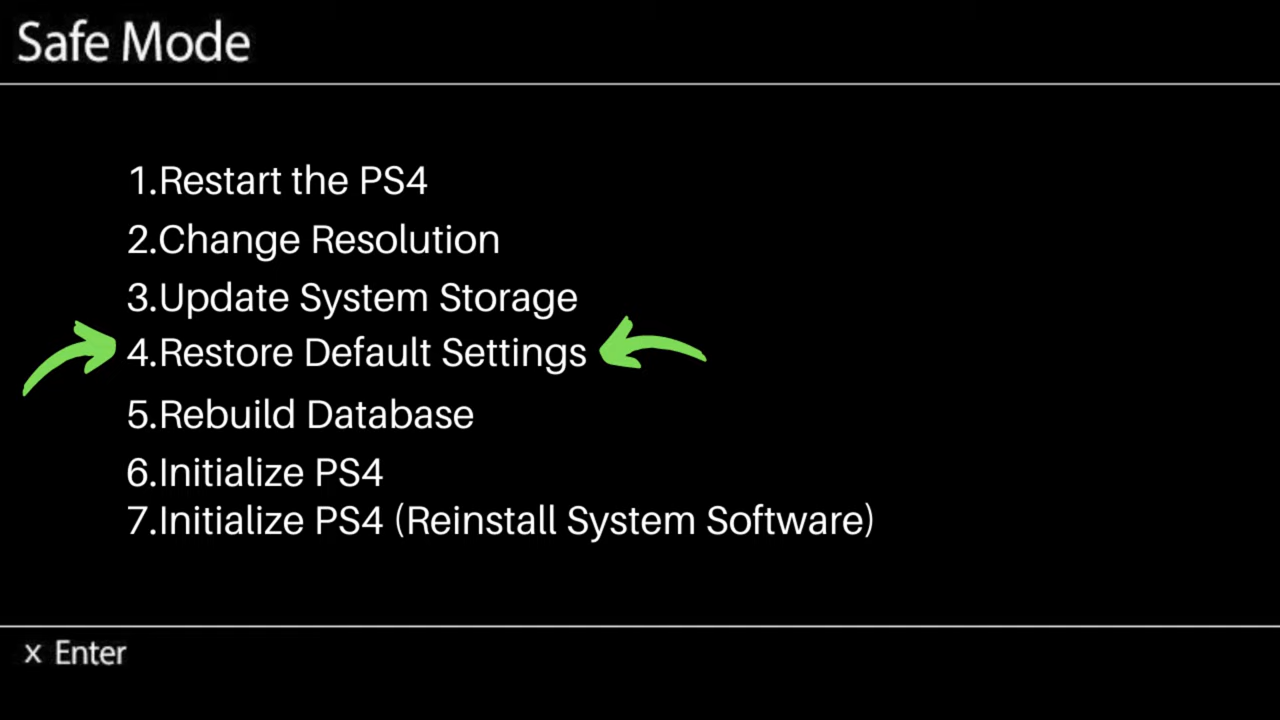 Safe Mode
1.Restart the PS4
2.Change Resolution
3.Update System Storage
4.Restore Default Settings
5.Rebuild Database
6.Initialize PS4
7.Initialize PS4 (Reinstall System Software)
x Enter